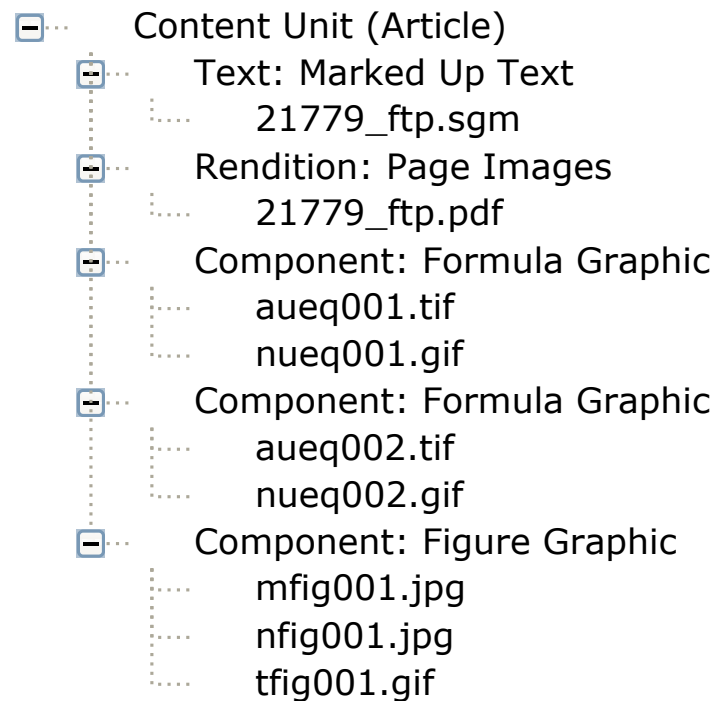 Content Unit (Article)
Text: Marked Up Text
21779_ftp.sgm
Rendition: Page Images
21779_ftp.pdf
Component: Formula Graphic
aueq001.tif
nueq001.gif
Component: Formula Graphic
aueq002.tif
nueq002.gif
Component: Figure Graphic
mfig001.jpg
nfig001.jpg
tfig001.gif